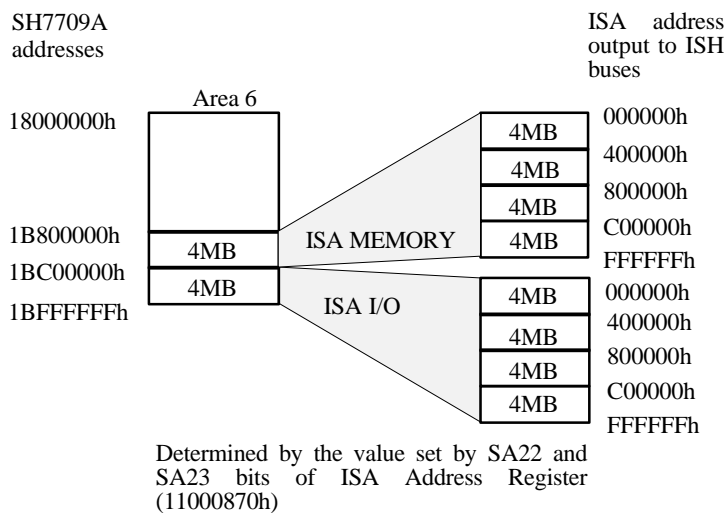 SH7709A
addresses
ISA address
output to ISH
buses
Area 6
18000000h
1B800000h
1BC00000h
1BFFFFFFh
4MB
4MB
ISA MEMORY
ISA I/O
4MB
4MB
4MB
4MB
000000h
400000h
800000h
C00000h
FFFFFFh
4MB
4MB
4MB
4MB
000000h
400000h
800000h
C00000h
FFFFFFh
Determined by the value set by SA22 and
SA23 bits of ISA Address Register
(11000870h)